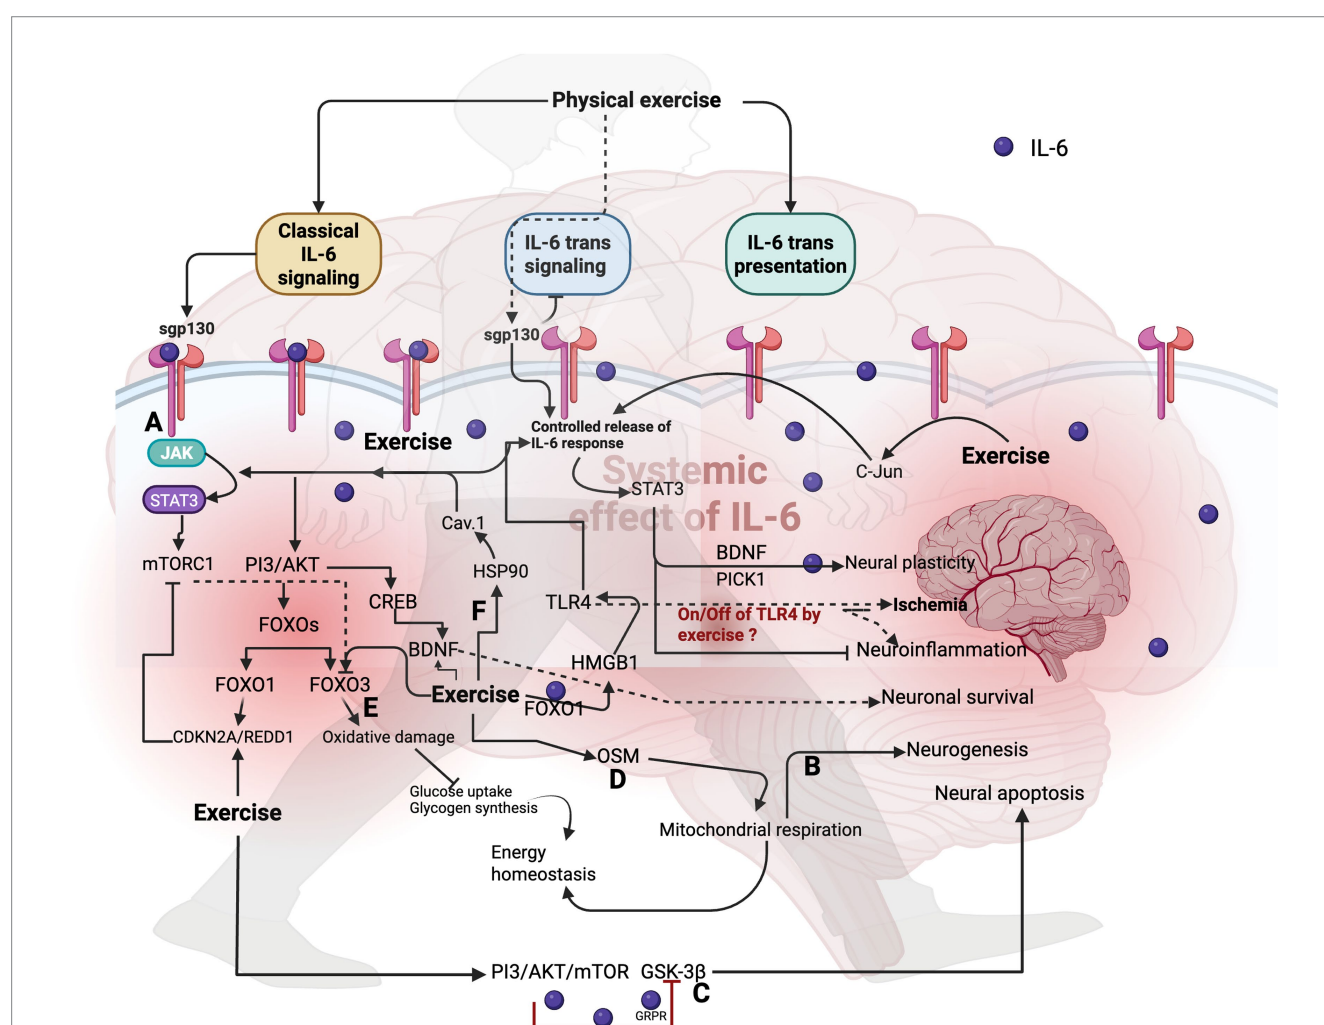 Physical exercise
IL-6
Classical
IL-6
signaling
IL-6 trans
signaling
IL-6 trans
presentation
sgp130
sgp130
A
JAK
STAT3
Exercise
Controlled release of
IL-6 response
Systemic
effect of IL-6
STAT3
C-Jun
Exercise
Cav.1
HSP90
F
mTORC1
PI3/AKT
CREB
FOXOs
BDNF
TLR4
HMGB1
BDNF
PICK1
Neural plasticity
Ischemia
On/Off of TLR4 by
exercise ?
Neuroinflammation
FOXO1
FOXO3
E
Exercise
FOXO1
Neuronal survival
CDKN2A/REDD1
Oxidative damage
OSM
D
B
Neurogenesis
Glucose uptake
Glycogen synthesis
Neural apoptosis
Exercise
Mitochondrial respiration
Energy
homeostasis
PI3/AKT/mTOR
GSK-3β
C
GRPR